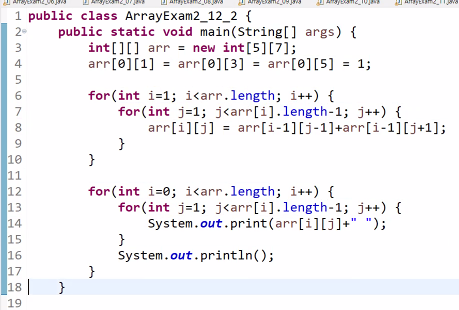 ArrayExam2_06.java ArrayExam2_07.java ArrayExam2_08.java ArrayExam2_09.java ArrayExam2_10.java ArrayExam2_11.java
1 public class ArrayExam2_12_2 {
2 public static void main(String[] args) {
3 int[][] arr = new int[5][7];
4 arr[0][1] = arr[0][3] = arr[0][5] = 1;
5
6 for(int i=1; i<arr.length; i++) {
7 for(int j=1; j<arr[i].length-1; j++) {
8 arr[i][j] = arr[i-1][j-1]+arr[i-1][j+1];
9 }
10 }
11
12 for(int i=0; i<arr.length; i++) {
13 for(int j=1; j<arr[i].length-1; j++) {
14 System.out.print(arr[i][j]+" ");
15 }
16 System.out.println();
17 }
18 }
19